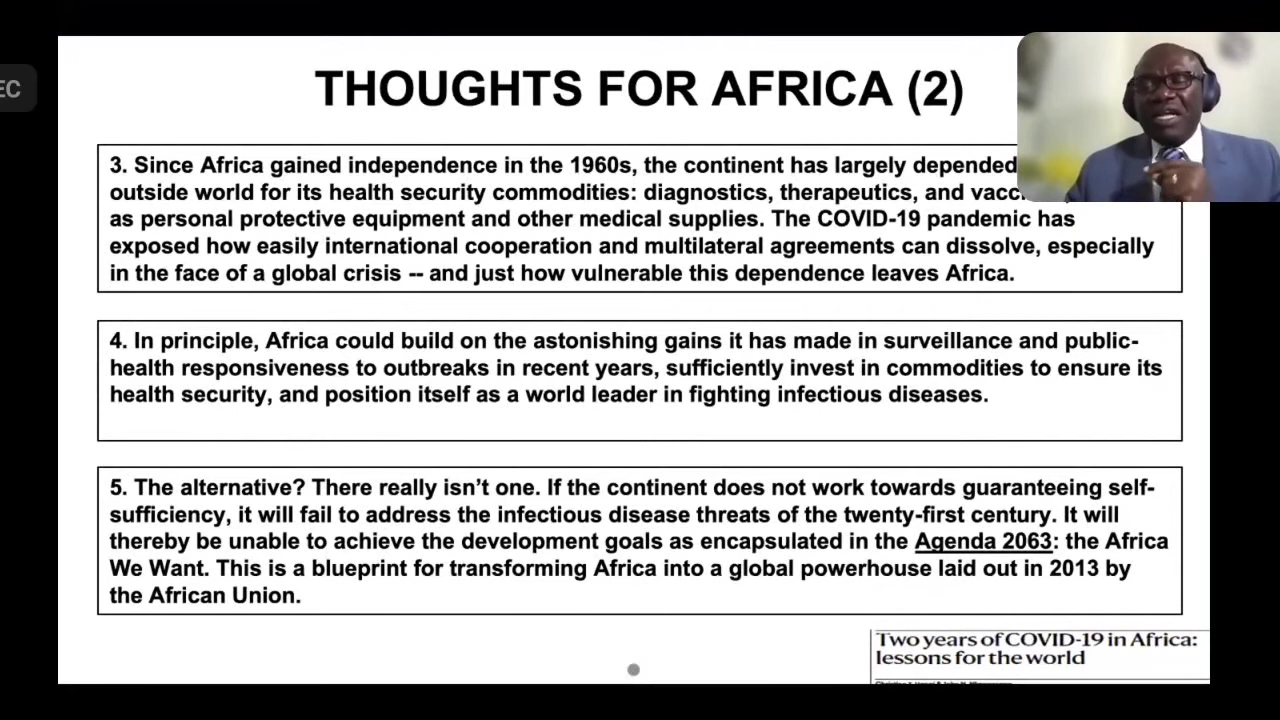 EC
THOUGHTS FOR AFRICA (2)
3. Since Africa gained independence in the 1960s, the continent has largely depended
outside world for its health security commodities: diagnostics, therapeutics, and
as personal protective equipment and other medical supplies. The COVID-19 pandemic has
exposed how easily international cooperation and multilateral agreements can dissolve, especially
in the face of a global crisis -- and just how vulnerable this dependence leaves Africa.
4. In principle, Africa could build on the astonishing gains it has made in surveillance and public-
health responsiveness to outbreaks in recent years, sufficiently invest in commodities to ensure its
health security, and position itself as a world leader in fighting infectious diseases.
5. The alternative? There really isn’t one. If the continent does not work towards guaranteeing self-
sufficiency, it will fail to address the infectious disease threats of the twenty-first century. It will
thereby be unable to achieve the development goals as encapsulated in the Agenda 2063: the Africa
We Want. This is a blueprint for transforming Africa into a global powerhouse laid out in 2013 by
the African Union.
Two years of COVID-19 in Africa:
lessons for the world